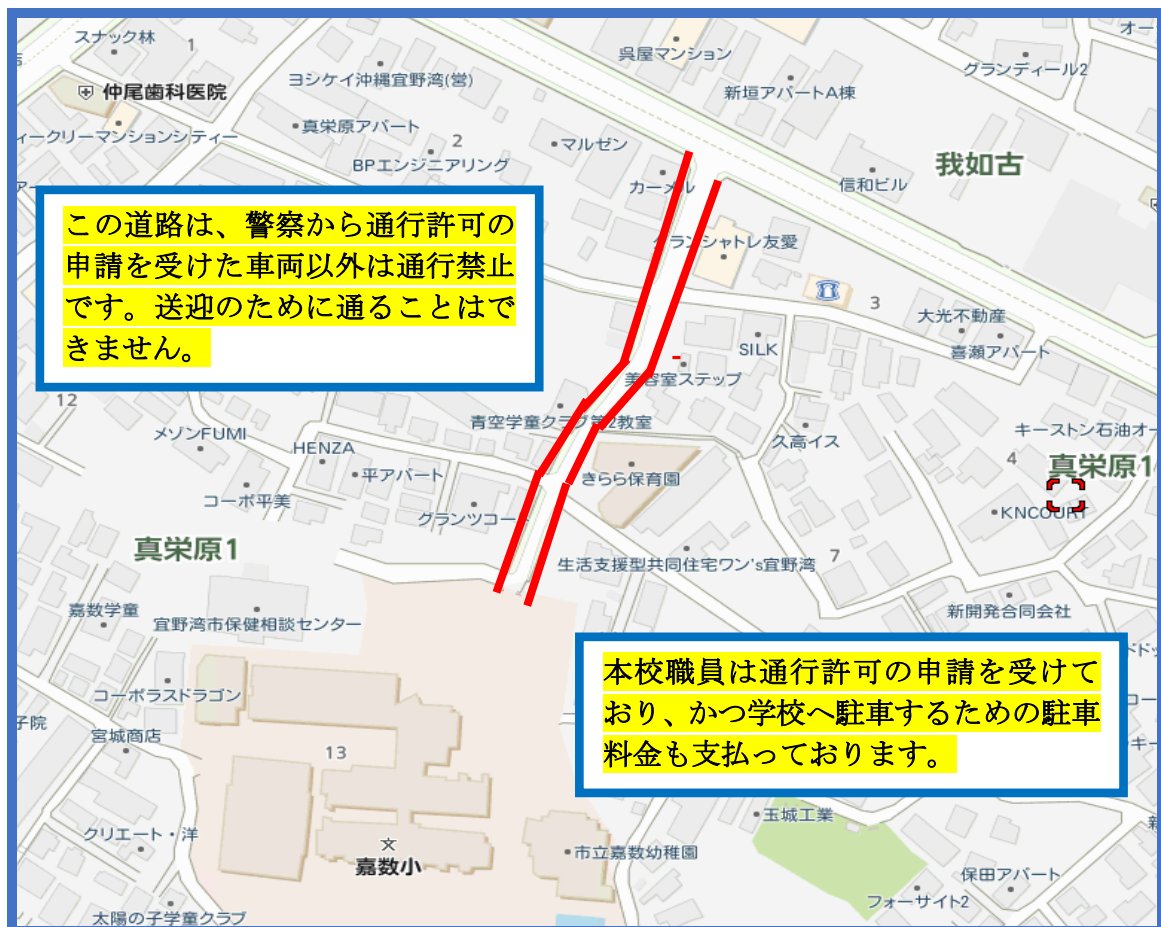 スナック林
1
呉屋マンション
オー
グランディール2
仲尾歯科医院
ヨシケイ沖縄宜野湾(営)
新垣アパートA棟
ィークリーマンションシティー
真栄原アパート
2
マルゼン
BPエンジニアリング
カーメル
信和ビル
我如古
この道路は、警察から通行許可の
申請を受けた車両以外は通行禁止
です。送迎のために通ることはで
きません。
グランシャトレ友愛
3
大光不動産
SILK
喜瀬アパート
美容室ステップ
12
メゾンFUMI
青空学童クラブ第2教室
HENZA
久高イス
キーストン石油オー
平アパート
きらら保育園
4
真栄原1
コーポ平美
グランツコート
KNCOURT
真栄原1
生活支援型共同住宅ワン's宜野湾
7
嘉数学童
宜野湾市保健相談センター
新開発合同会社
本校職員は通行許可の申請を受けて
おり、かつ学校へ駐車するための駐車
料金も支払っております。
コーポラスドラゴン
子院
宮城商店
13
玉城工業
クリエート・洋
文
嘉数小
市立嘉数幼稚園
保田アパート
フォーサイト2
太陽の子学童クラブ